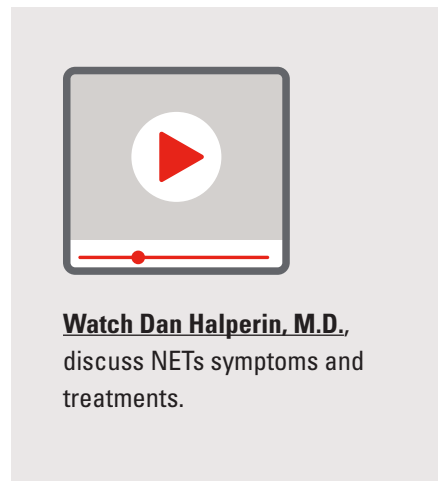 Watch Dan Halperin, M.D.,
discuss NETs symptoms and
treatments.